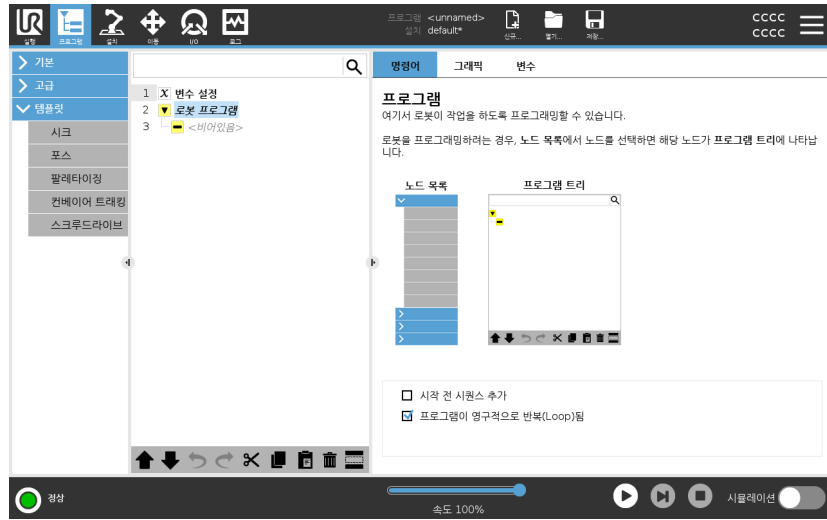 UR
실행
프로그램
설치
이동
I/O
로그
프로그램 <unnamed>
설치 default*
신규...
열기...
저장...
cccc
cccc
기본
고급
템플릿
시크
포스
팔레타이징
컨베이어 트래킹
스크루드라이브
1 X 변수 설정
2 로봇 프로그램
3 <비어있음>
명령어
그래픽
변수
프로그램
여기서 로봇이 작업을 하도록 프로그래밍할 수 있습니다.
로봇을 프로그래밍하려는 경우, 노드 목록에서 노드를 선택하면 해당 노드가 프로그램 트리에 나타납
니다.
노드 목록
프로그램 트리
시작 전 시퀀스 추가
프로그램이 영구적으로 반복(Loop)됨
정상
속도 100%
시뮬레이션